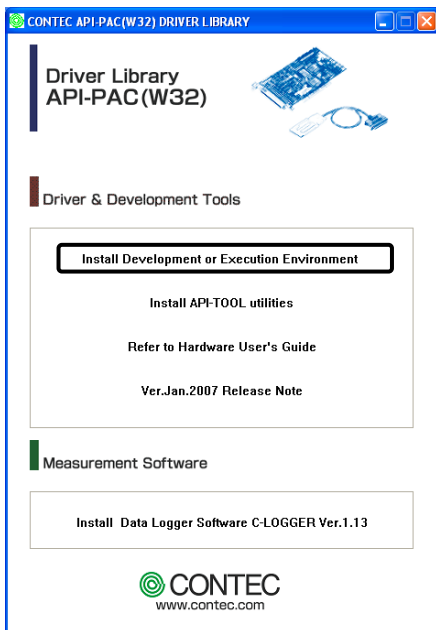 CONTEC API-PAC(W32) DRIVER LIBRARY
Driver Library
API-PAC(W32)
Driver & Development Tools
Install Development or Execution Environment
Install API-TOOL utilities
Refer to Hardware User's Guide
Ver.Jan.2007 Release Note
Measurement Software
Install Data Logger Software C-LOGGER Ver.1.13
CONTEC
www.contec.com